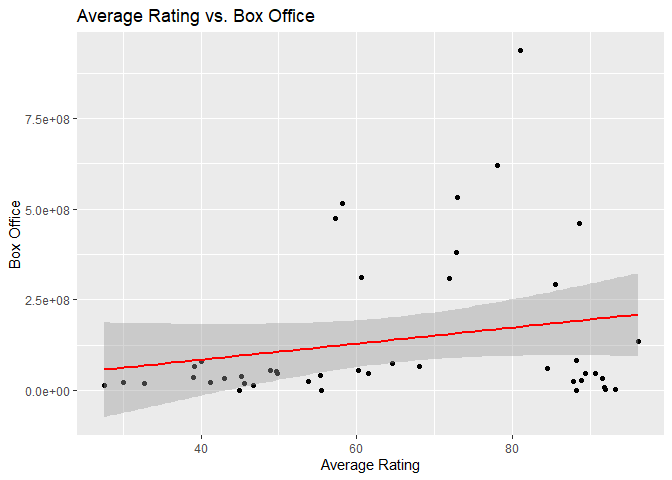 Average Rating vs. Box Office
Box Office
7.5e+08
5.0e+08
2.5e+08
0.0e+00
40
60
80
Average Rating